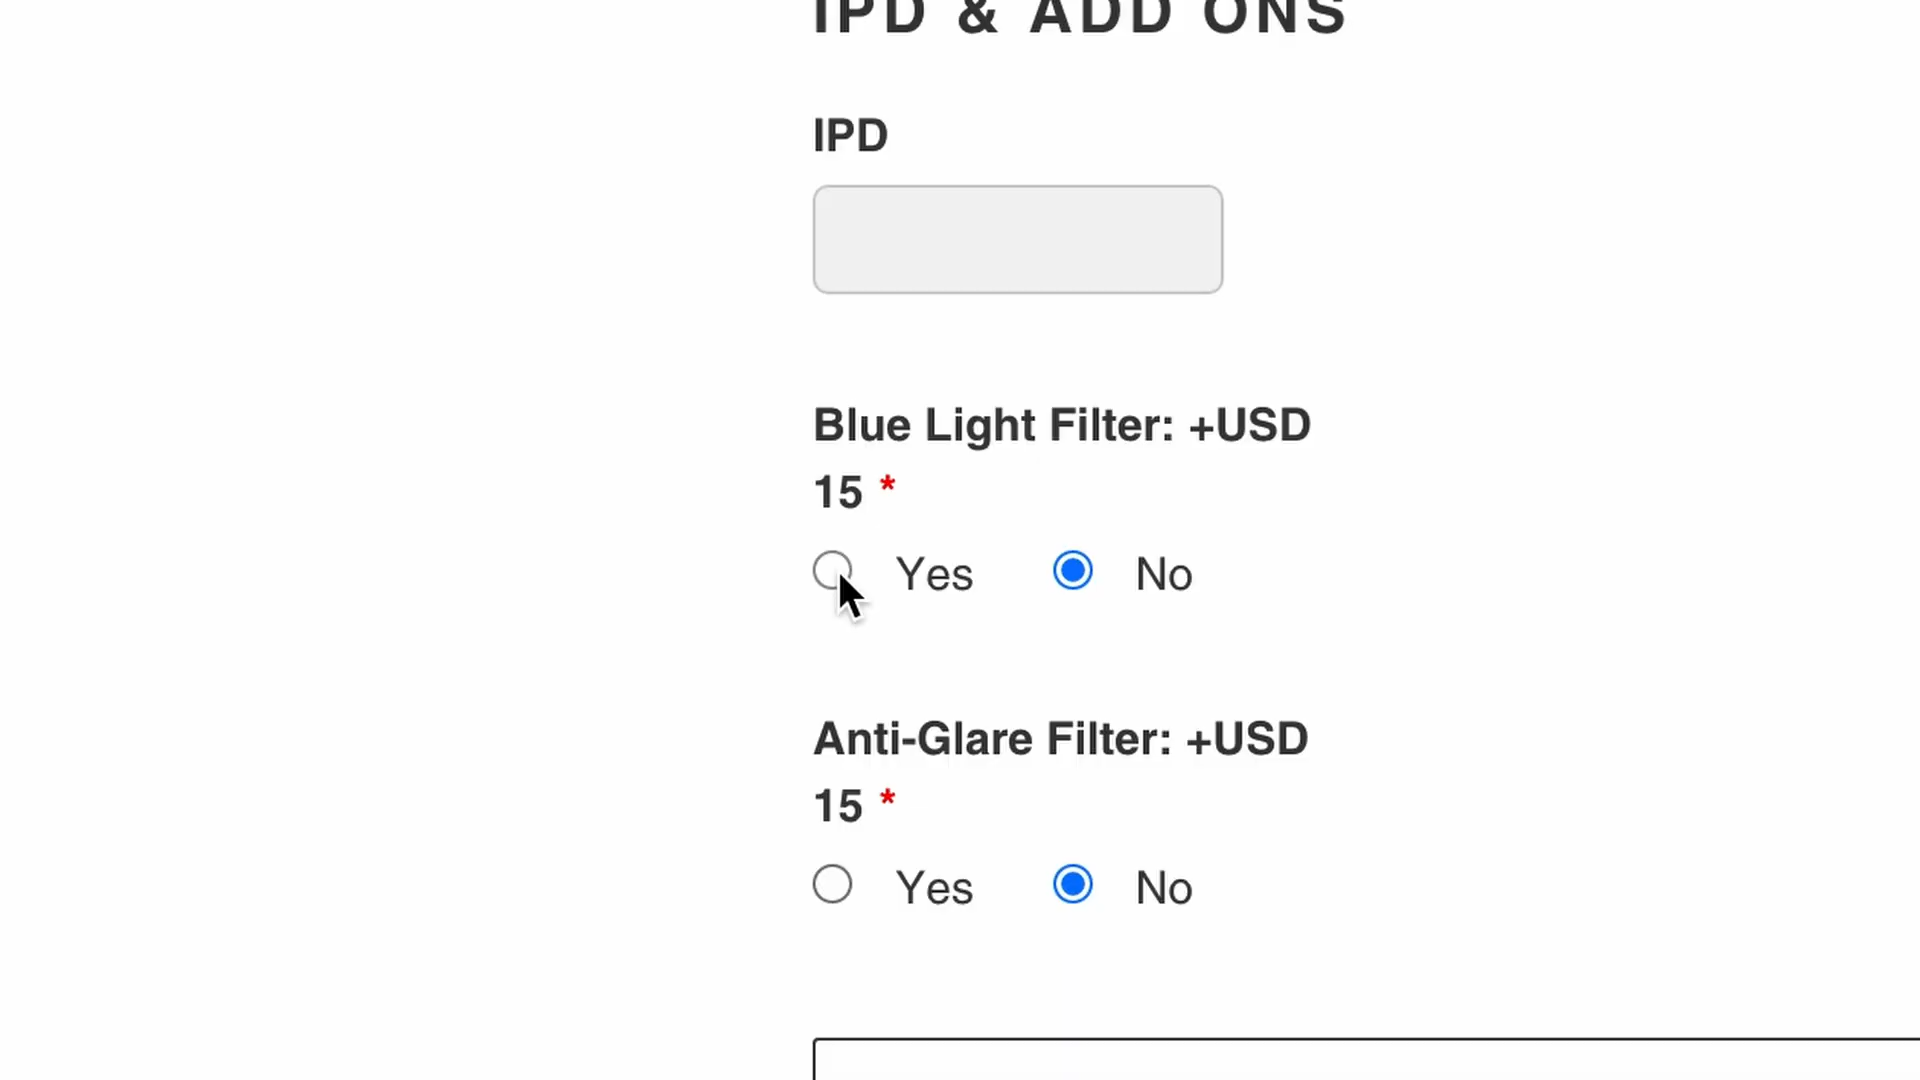 IPD & ADD ONS
IPD
Blue Light Filter: +USD
15 *
Yes No
Anti-Glare Filter: +USD
15 *
Yes No